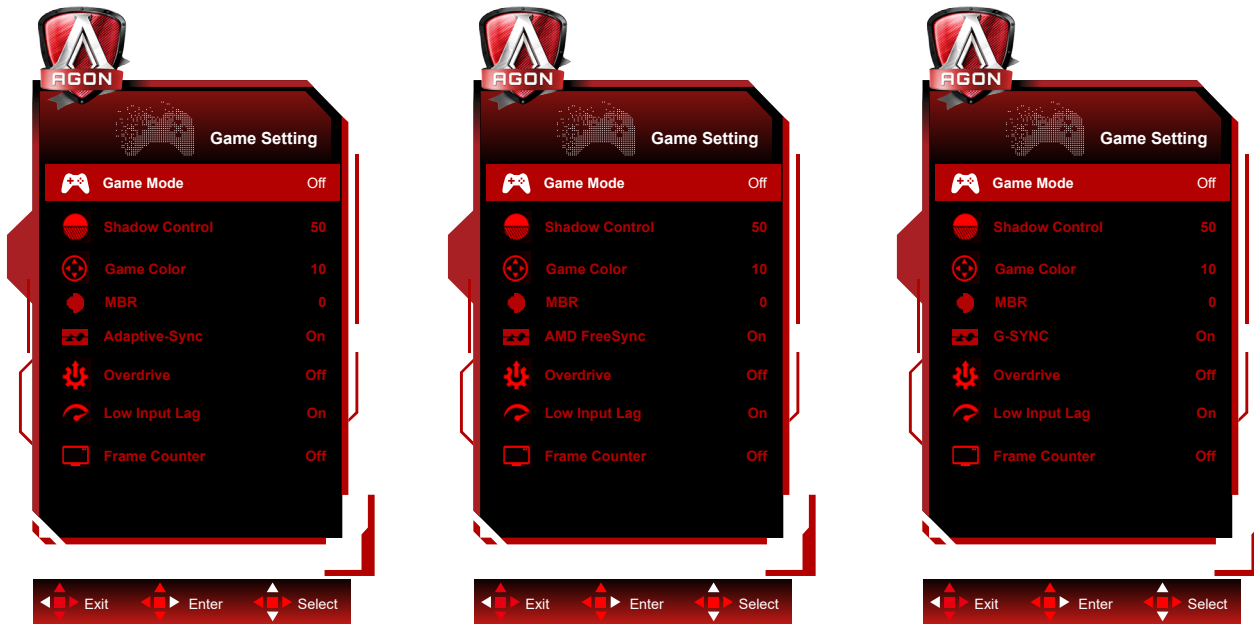 AGON
Game Setting
Game Mode Off
Shadow Control 50
Game Color 10
MBR 0
Adaptive-Sync On
Overdrive Off
Low Input Lag On
Frame Counter Off
Exit Enter Select
AGON
Game Setting
Game Mode Off
Shadow Control 50
Game Color 10
MBR 0
AMD FreeSync On
Overdrive Off
Low Input Lag On
Frame Counter Off
Exit Enter Select
AGON
Game Setting
Game Mode Off
Shadow Control 50
Game Color 10
MBR 0
G-SYNC On
Overdrive Off
Low Input Lag On
Frame Counter Off
Exit Enter Select